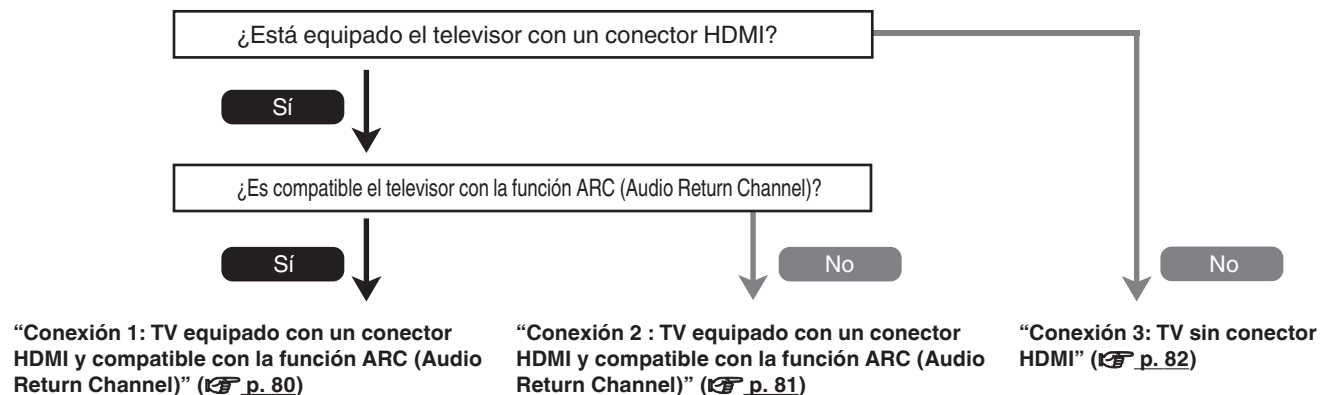 ¿Está equipado el televisor con un conector HDMI?
Sí
¿Es compatible el televisor con la función ARC (Audio Return Channel)?
Sí
No
No
“Conexión 1: TV equipado con un conector
HDMI y compatible con la función ARC (Audio
Return Channel)” (☞ p. 80)
“Conexión 2 : TV equipado con un conector
HDMI y compatible con la función ARC (Audio
Return Channel)” (☞ p. 81)
“Conexión 3: TV sin conector
HDMI” (☞ p. 82)